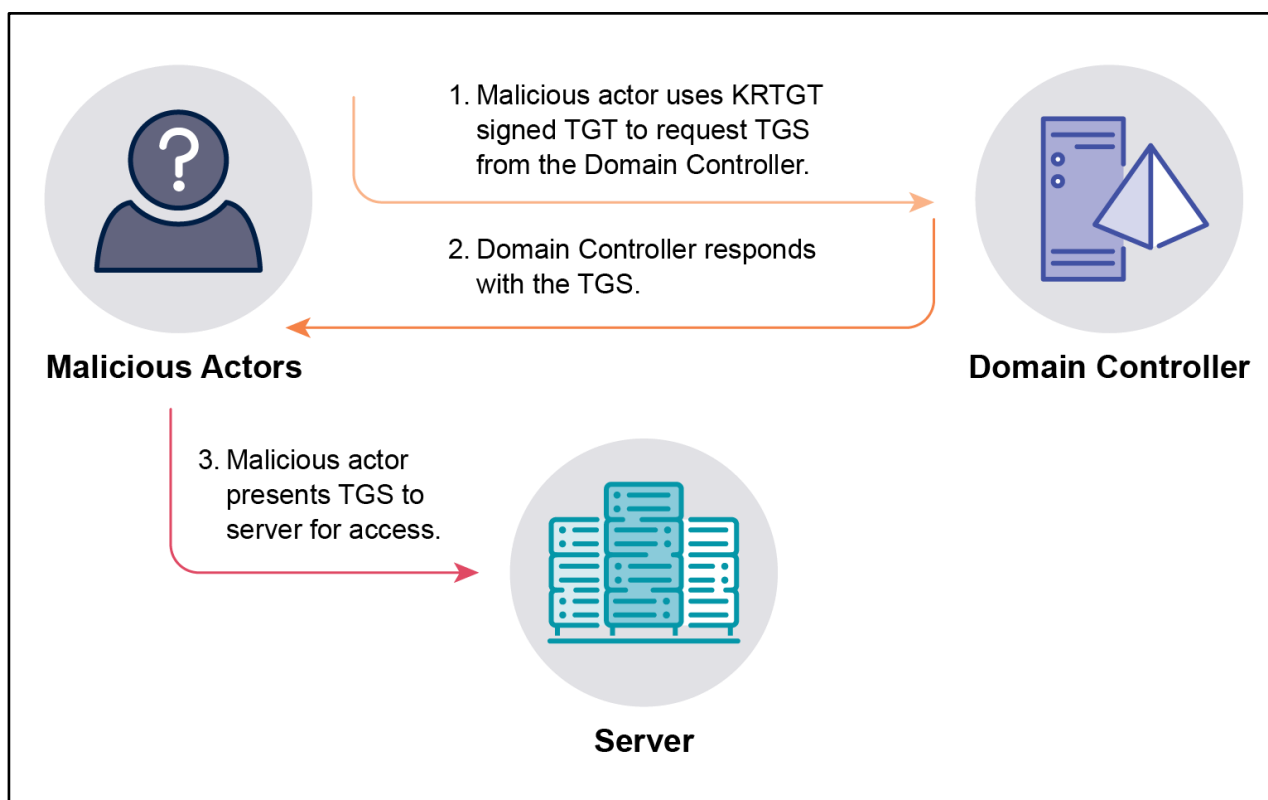 1. Malicious actor uses KRTGT
signed TGT to request TGS
from the Domain Controller.
2. Domain Controller responds
with the TGS.
Malicious Actors
Domain Controller
3. Malicious actor
presents TGS to
server for access.
Server